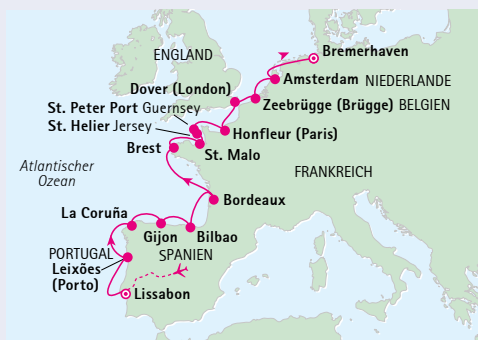 Bremerhaven
ENGLAND
Amsterdam NIEDERLANDE
Dover (London)
Zeebrügge (Brügge) BELGIEN
St. Peter Port Guernsey
St. Helier Jersey
Honfleur (Paris)
Brest
St. Malo
Atlantischer
Ozean
FRANKREICH
Bordeaux
La Coruña
Gijon
Bilbao
PORTUGAL
SPANIEN
Leixões
(Porto)
Lissabon